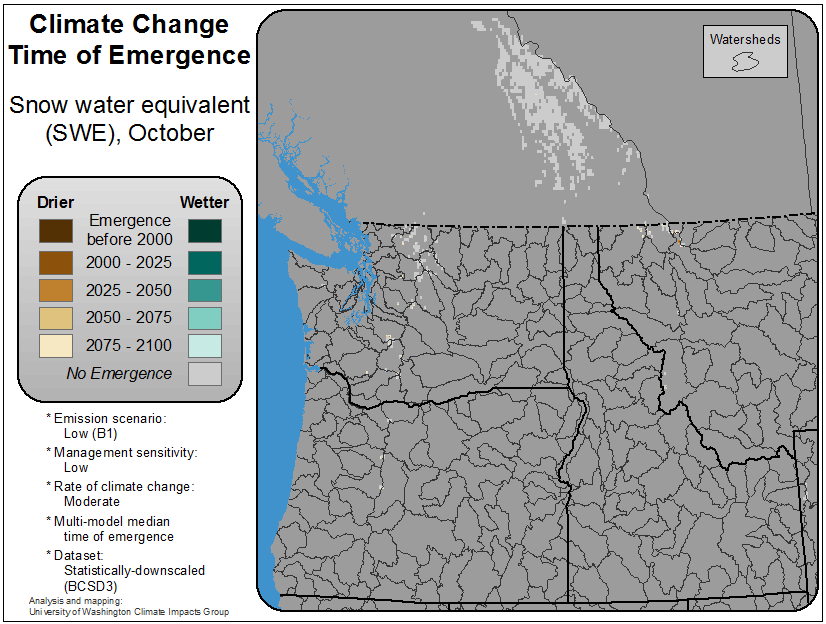 Climate Change
Time of Emergence
Snow water equivalent
(SWE), October
Drier
Wetter
Emergence
before 2000
2000 - 2025
2025 - 2050
2050 - 2075
2075 - 2100
No Emergence
* Emission scenario:
Low (B1)
* Management sensitivity:
Low
* Rate of climate change:
Moderate
* Multi-model median
time of emergence
* Dataset:
Statistically-downscaled
(BCSD3)
Analysis and mapping:
University of Washington Climate Impacts Group
Watersheds